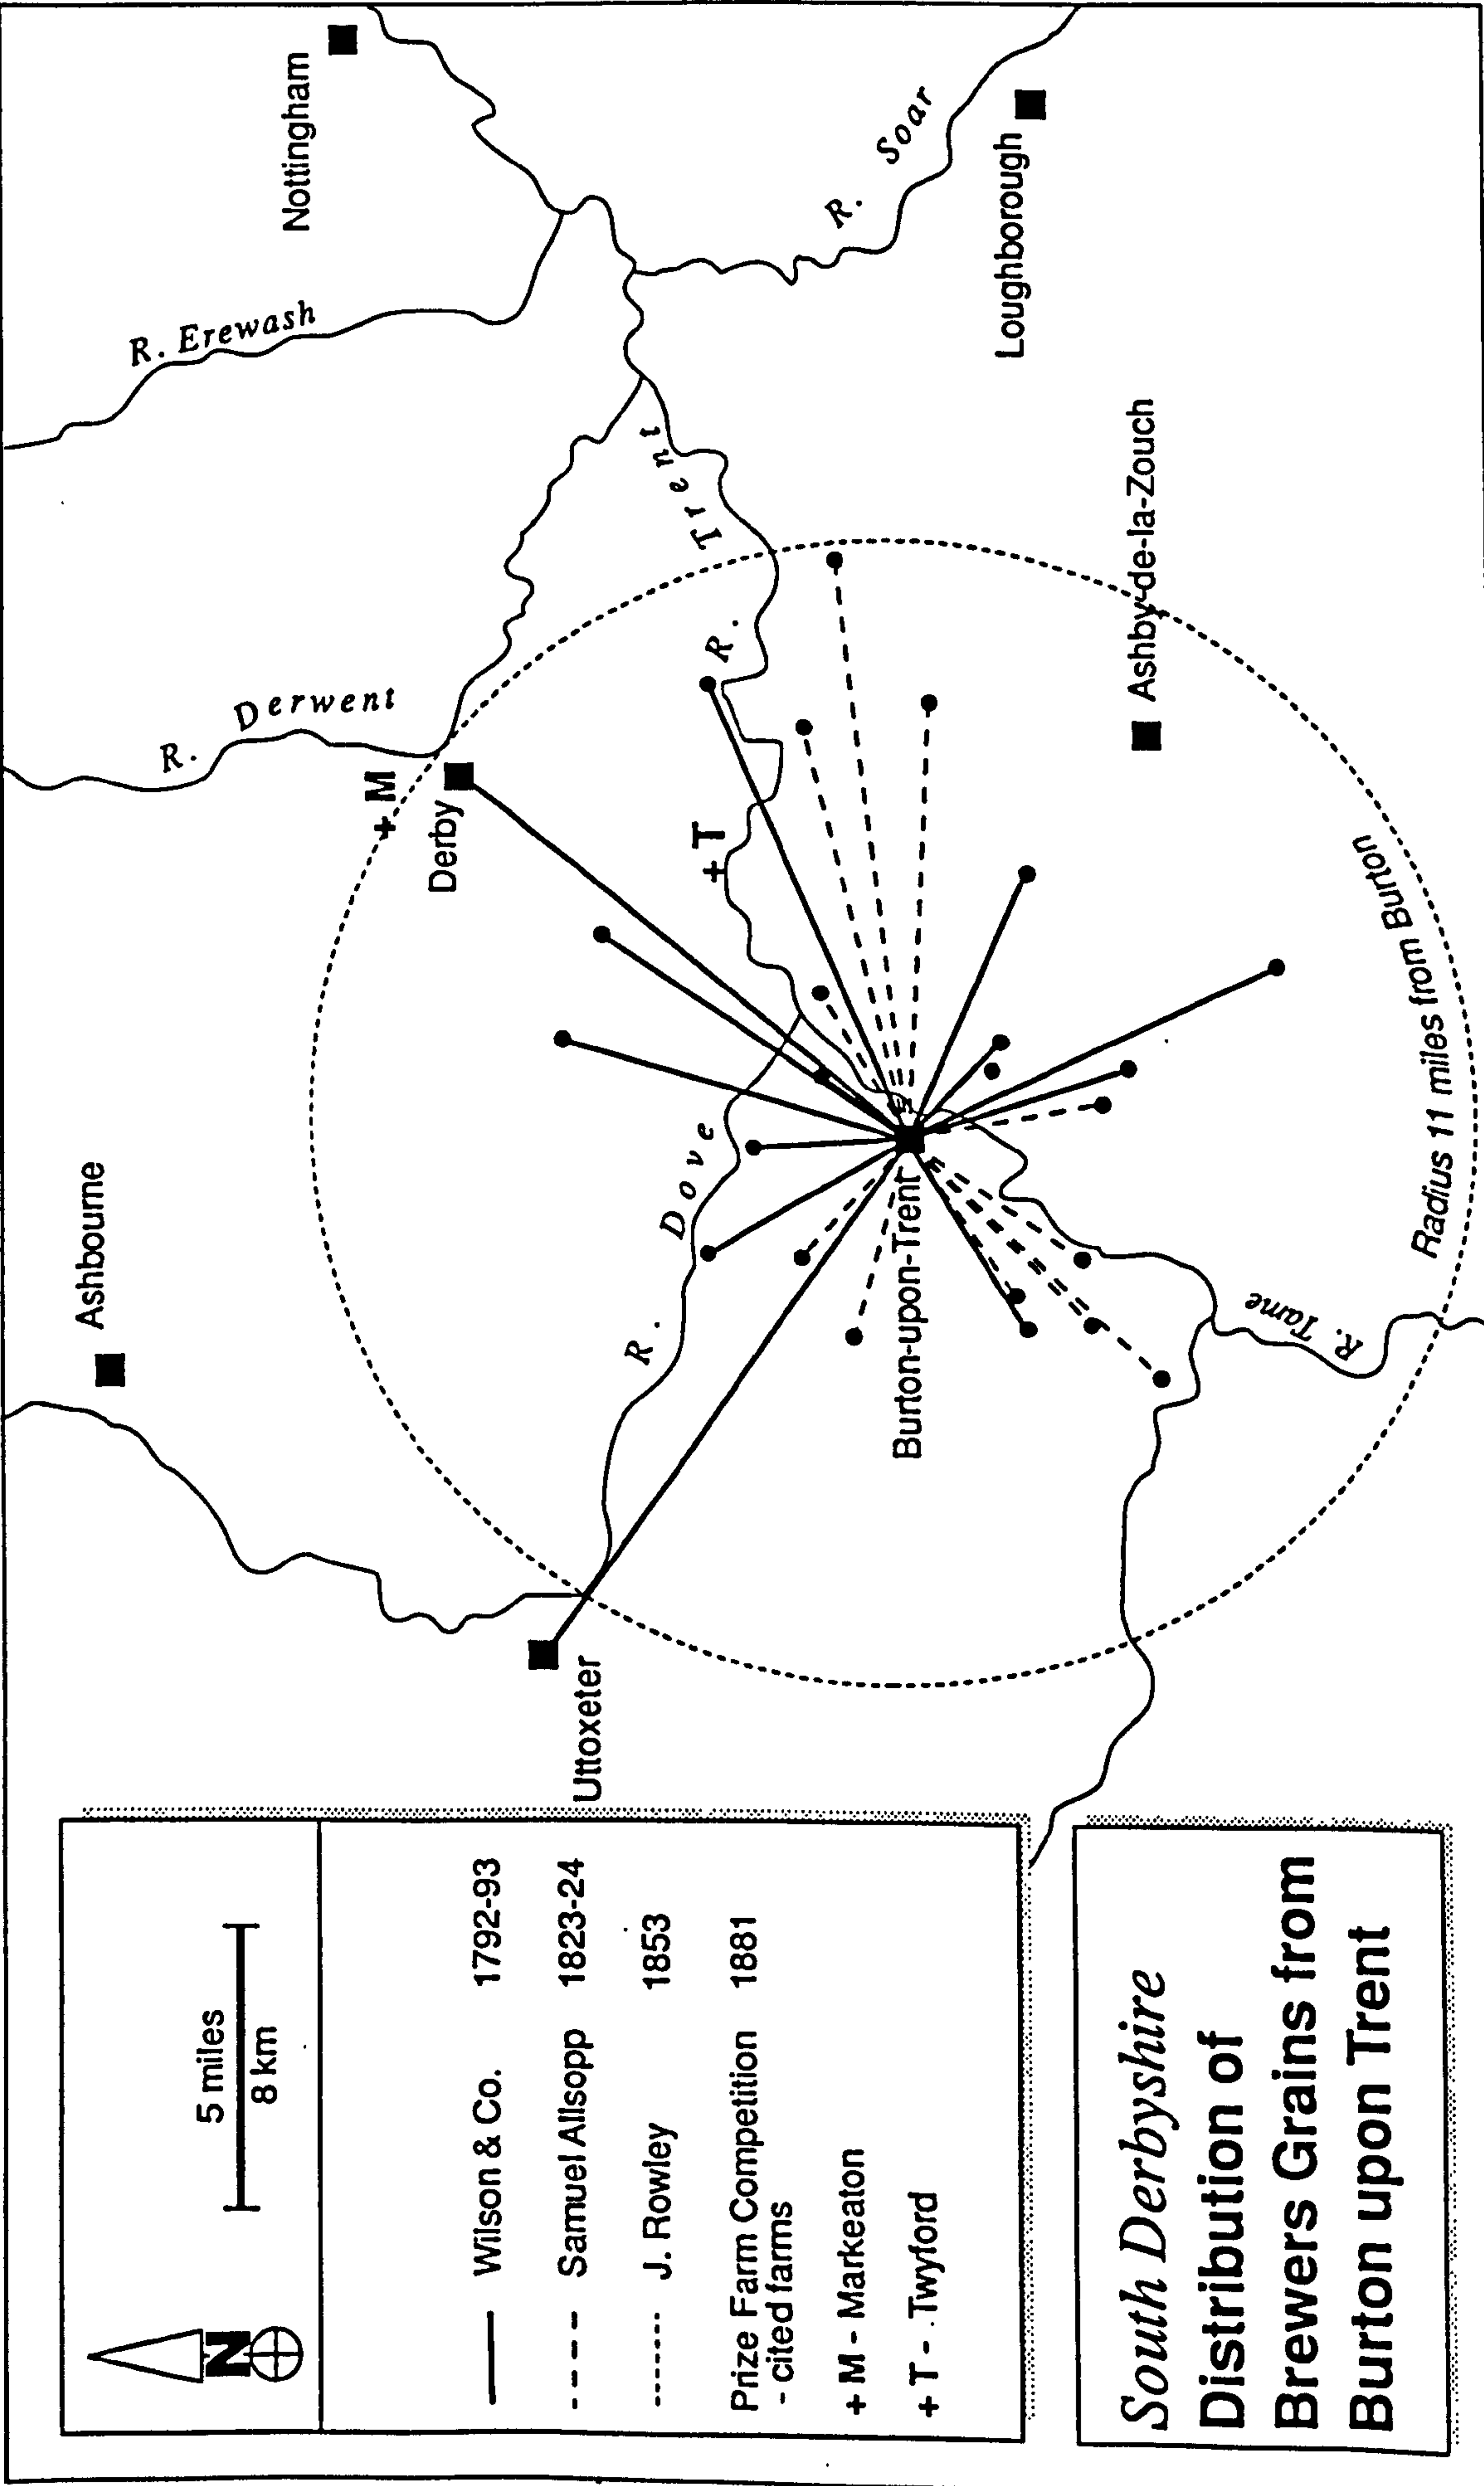 5 miles
8 km
N
Wilson & Co. 1792-93
Samuel Allsopp 1823-24
J. Rowley 1853
Prize Farm Competition 1881
- cited farms
+ M - Markeaton
+ T - Twyford
South Derbyshire
Distribution of
Brewers Grains from
Burton upon Trent
Ashbourne
Uttoxeter
R. Dove
Burton-upon-Trent
R. Tame
Radius 11 miles from Burton
+ M
Derby
R. Derwent
+ T
R. Trent
Ashby-de-la-Zouch
R. Erewash
Nottingham
R. Soar
Loughborough